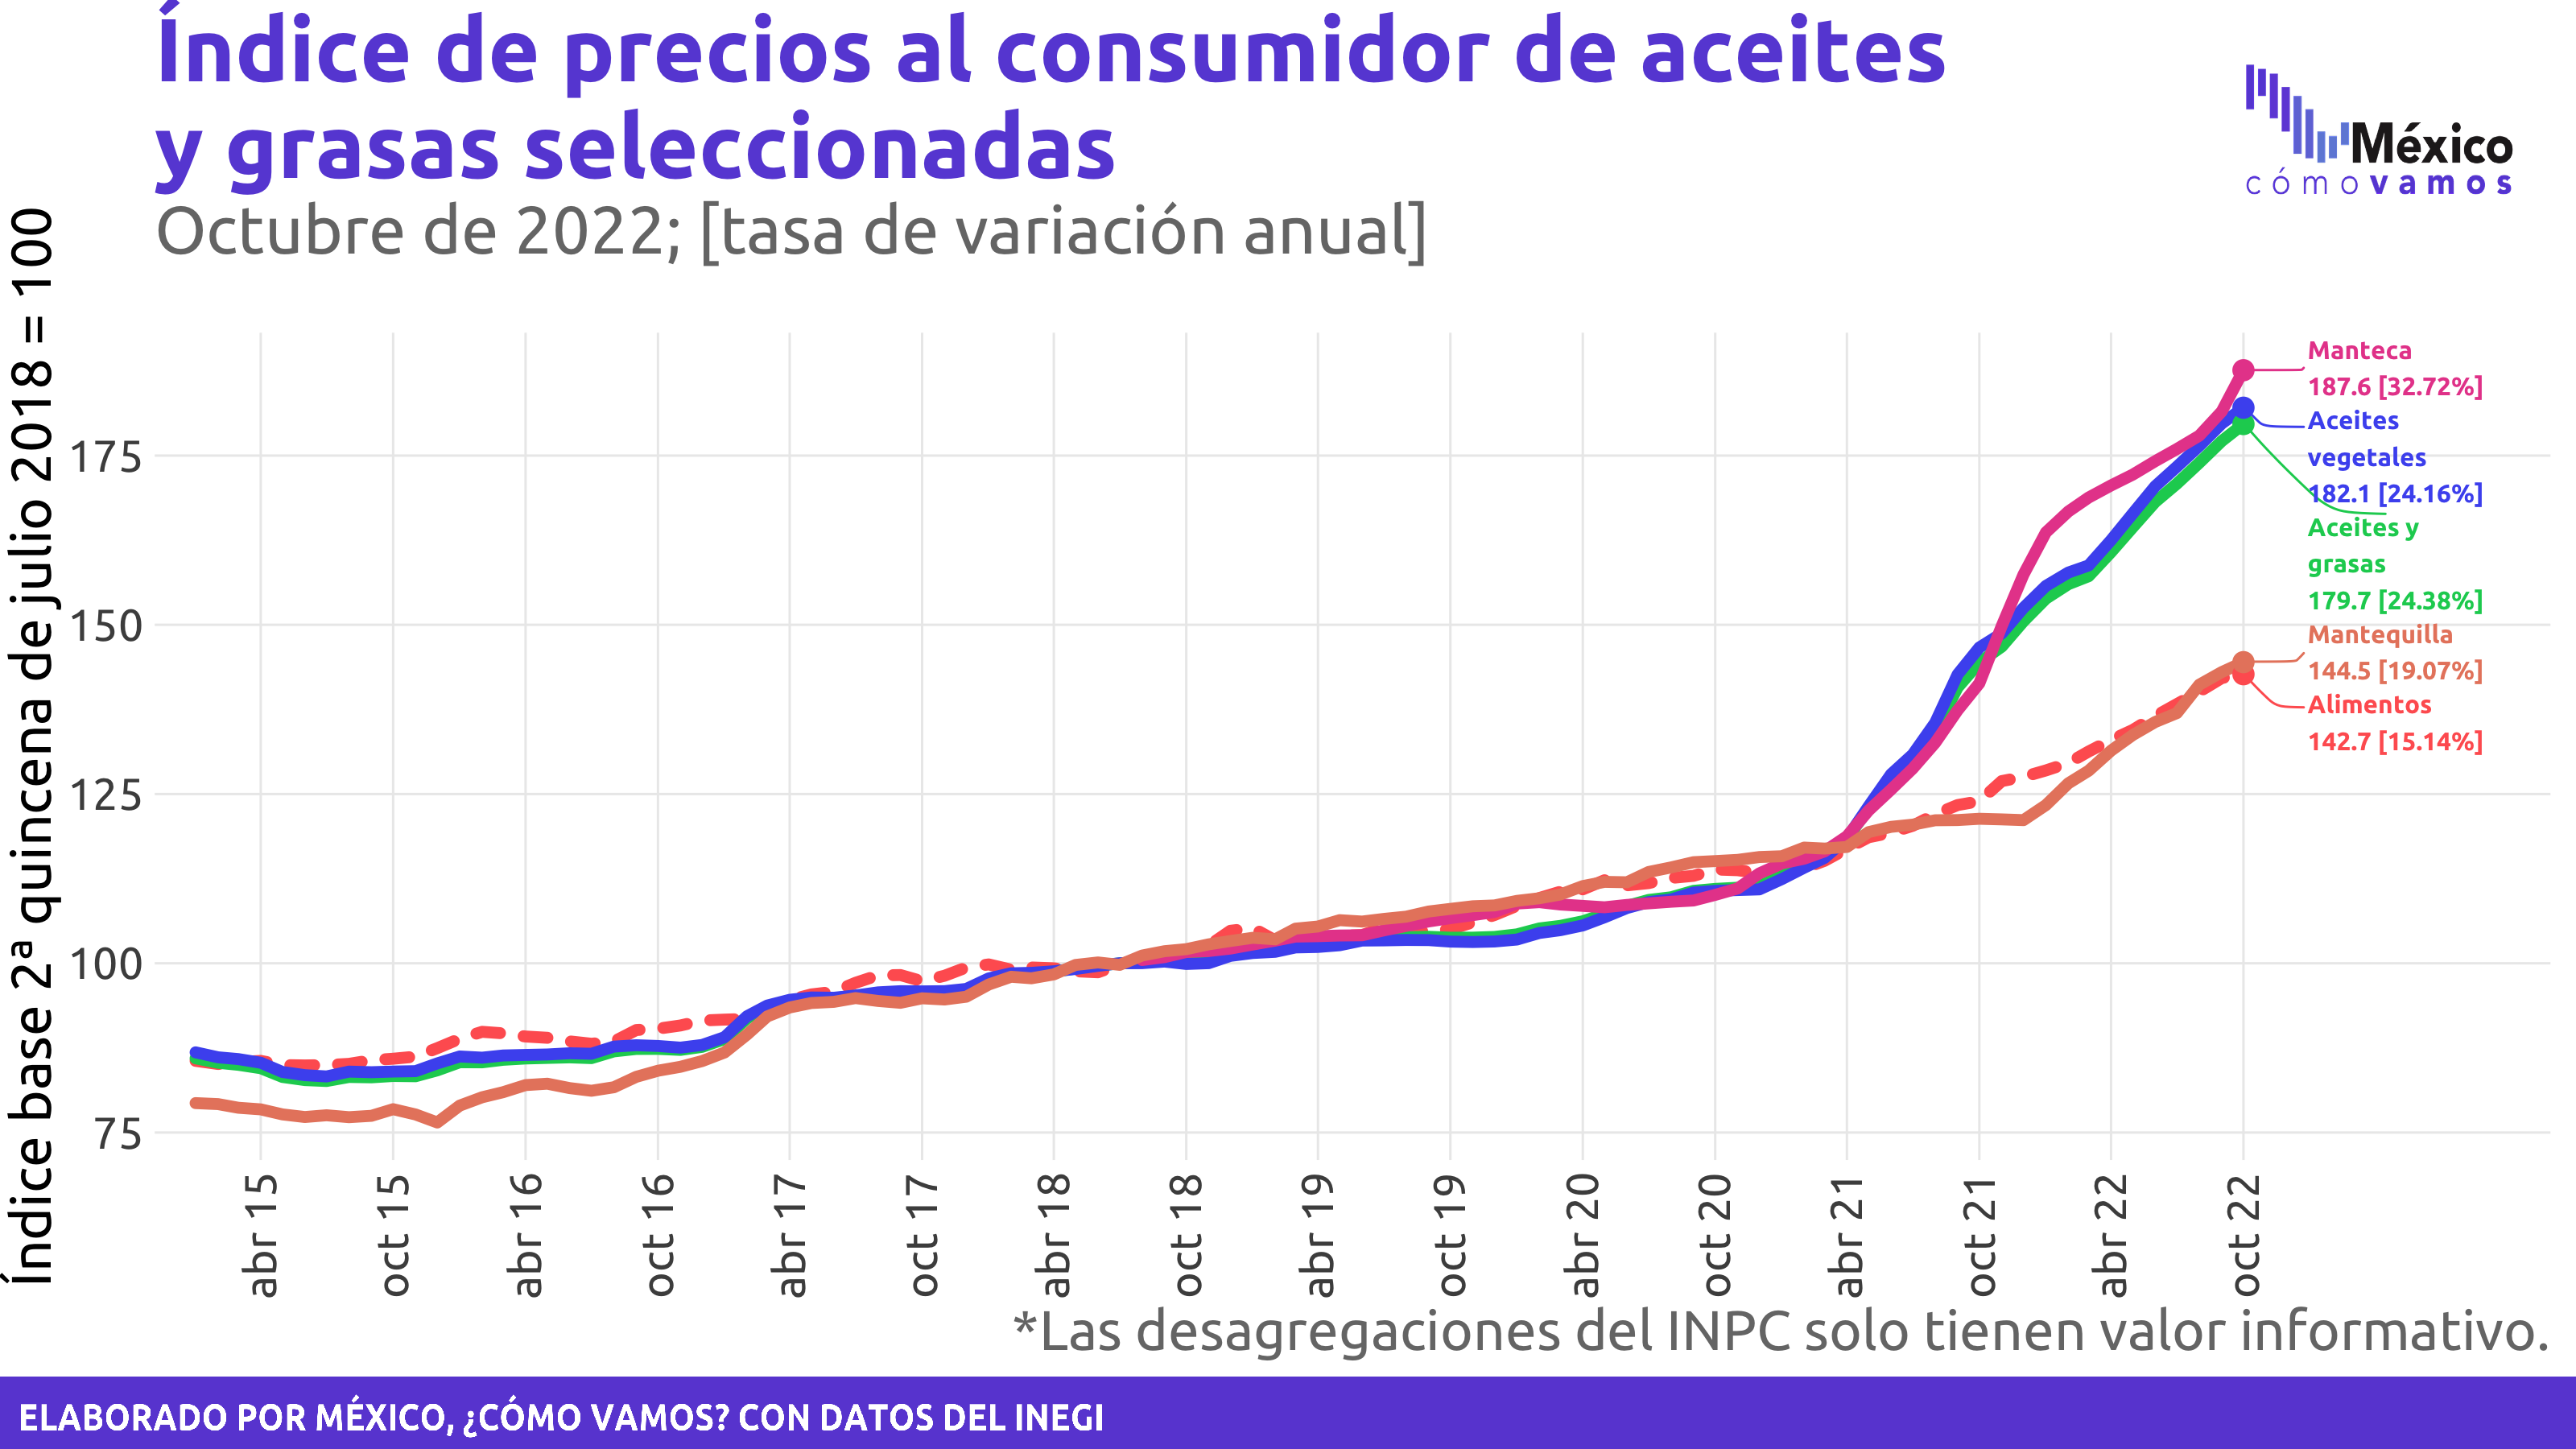 Índice de precios al consumidor de aceites
y grasas seleccionadas
Octubre de 2022; [tasa de variación anual]
México
cómo vamos
Índice base 2ª quincena de julio 2018 = 100
175
150
125
100
75
Manteca
187.6 [32.72%]
Aceites
vegetales
182.1 [24.16%]
Aceites y
grasas
179.7 [24.38%]
Mantequilla
144.5 [19.07%]
Alimentos
142.7 [15.14%]
abr 15
oct 15
abr 16
oct 16
abr 17
oct 17
abr 18
oct 18
abr 19
oct 19
abr 20
oct 20
abr 21
oct 21
abr 22
oct 22
*Las desagregaciones del INPC solo tienen valor informativo.
ELABORADO POR MÉXICO, ¿CÓMO VAMOS? CON DATOS DEL INEGI